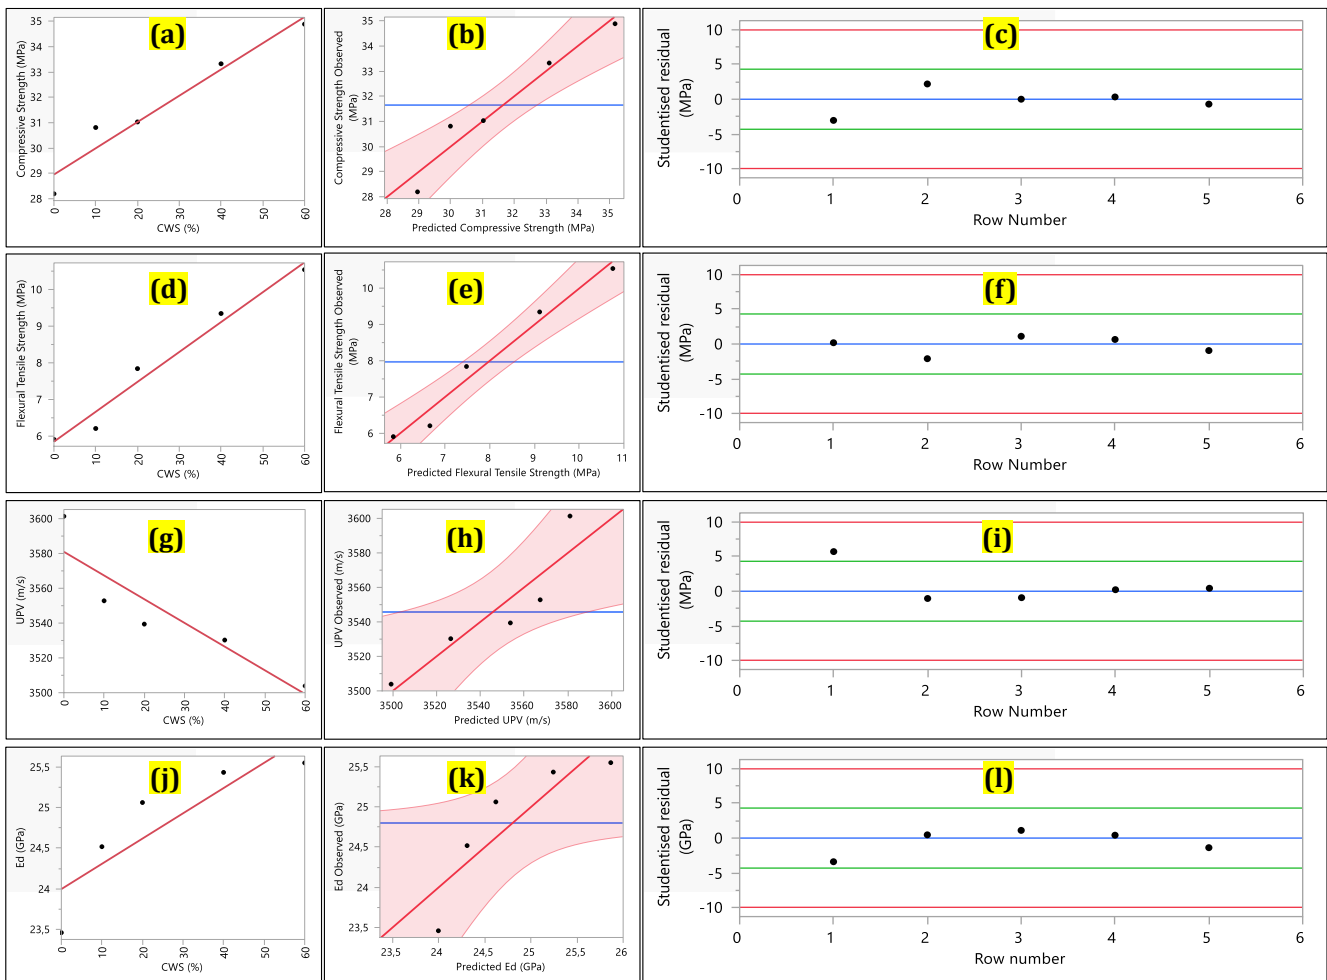 (a)
Compressive Strength (MPa)
35
34
33
32
31
30
29
28
0
10
20
30
40
50
60
CWS (%)
(b)
Compressive Strength Observed
(MPa)
35
34
33
32
31
30
29
28
28 29 30 31 32 33 34 35
Predicted Compressive Strength (MPa)
(c)
Studentised residual
(MPa)
10
5
0
-5
-10
0 1 2 3 4 5 6
Row Number
(d)
Flexural Tensile Strength (MPa)
10
9
8
7
6
0
10
20
30
40
50
60
CWS (%)
(e)
Flexural Tensile Strength Observed
(MPa)
10
9
8
7
6
6 7 8 9 10 11
Predicted Flexural Tensile Strength (MPa)
(f)
Studentised residual
(MPa)
10
5
0
-5
-10
0 1 2 3 4 5 6
Row Number
(g)
UPV (m/s)
3600
3580
3560
3540
3520
3500
0
10
20
30
40
50
60
CWS (%)
(h)
UPV Observed (m/s)
3600
3580
3560
3540
3520
3500
3500 3520 3540 3560 3580 3600
Predicted UPV (m/s)
(i)
Studentised residual
(MPa)
10
5
0
-5
-10
0 1 2 3 4 5 6
Row Number
(j)
Ed (GPa)
25,5
25
24,5
24
23,5
0
10
20
30
40
50
60
CWS (%)
(k)
Ed Observed (GPa)
25,5
25
24,5
24
23,5
23,5 24 24,5 25 25,5 26
Predicted Ed (GPa)
(l)
Studentised residual
(GPa)
10
5
0
-5
-10
0 1 2 3 4 5 6
Row number